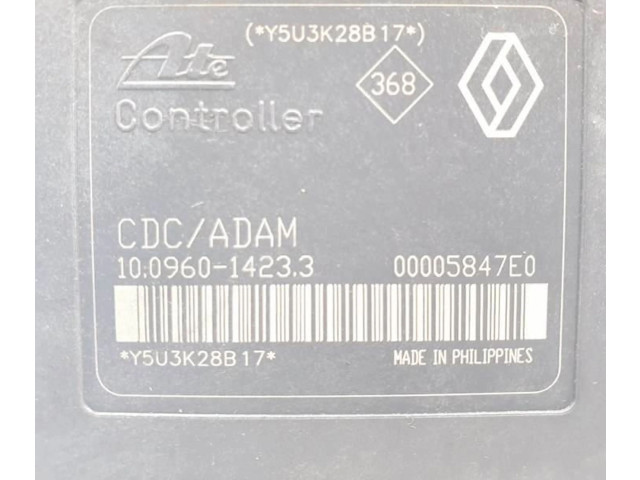 (*Y5U3K28B17*)
Ate
368
Controller
CDC/ADAM
10.0960-1423.3 00005847E0
*Y5U3K28B17*
MADE IN PHILIPPINES